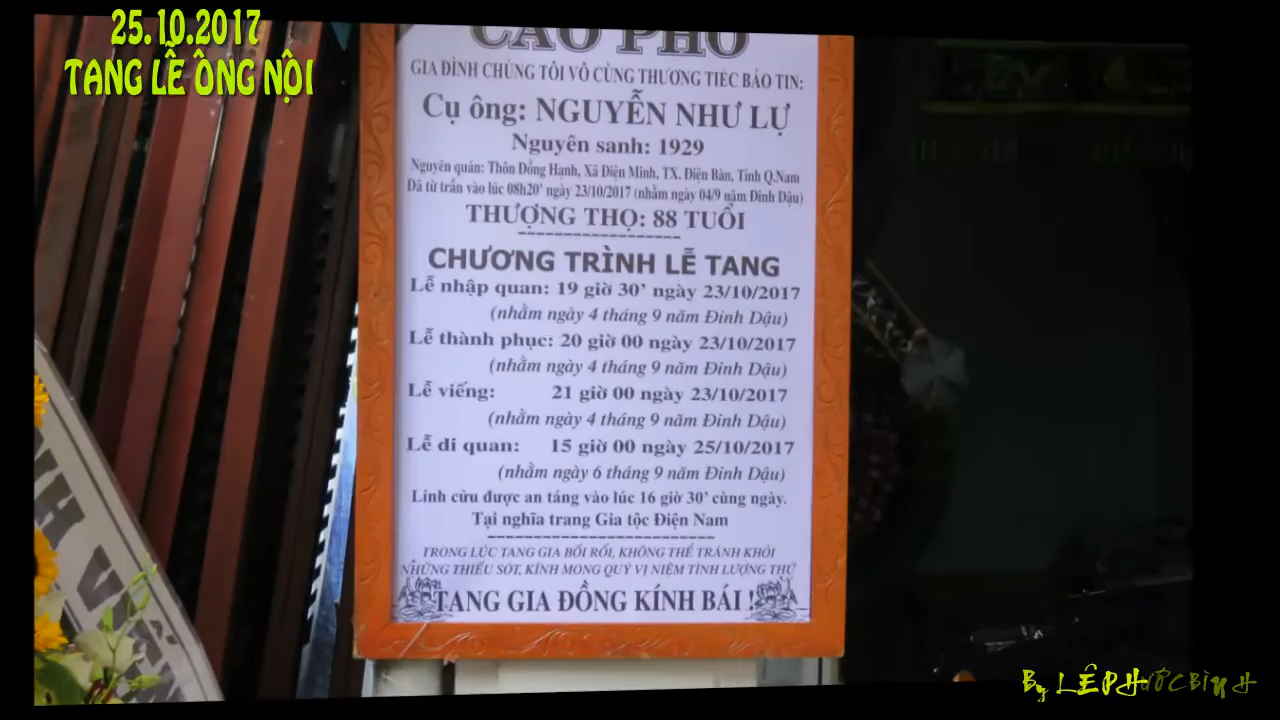 25.10.2017
TANG LỄ ÔNG NỘI
CÁO PHÓ
GIA ĐÌNH CHÚNG TÔI VÔ CÙNG THƯƠNG TIẾC BÁO TIN:
Cụ ông: NGUYỄN NHƯ LỰ
Nguyên sanh: 1929
Nguyên quán: Thôn Đồng Hạnh, Xã Điện Minh, TX. Điện Bàn, Tỉnh Q.Nam
Đã từ trần vào lúc 08h20' ngày 23/10/2017 (nhằm ngày 04/9 năm Đinh Dậu)
THƯỢNG THỌ: 88 TUỔI
CHƯƠNG TRÌNH LỄ TANG
Lễ nhập quan: 19 giờ 30' ngày 23/10/2017
(nhằm ngày 4 tháng 9 năm Đinh Dậu)
Lễ thành phục: 20 giờ 00 ngày 23/10/2017
(nhằm ngày 4 tháng 9 năm Đinh Dậu)
Lễ viếng: 21 giờ 00 ngày 23/10/2017
(nhằm ngày 4 tháng 9 năm Đinh Dậu)
Lễ di quan: 15 giờ 00 ngày 25/10/2017
(nhằm ngày 6 tháng 9 năm Đinh Dậu)
Linh cửu được an táng vào lúc 16 giờ 30' cùng ngày.
Tại nghĩa trang Gia tộc Điện Nam
TRONG LÚC TANG GIA BỐI RỐI, KHÔNG THỂ TRÁNH KHỎI
NHỮNG THIẾU SÓT, KÍNH MONG QUÝ VỊ NIỆM TÌNH LƯỢNG THỨ
TANG GIA ĐỒNG KÍNH BÁI !
By LÊPHƯỚCBÌNH